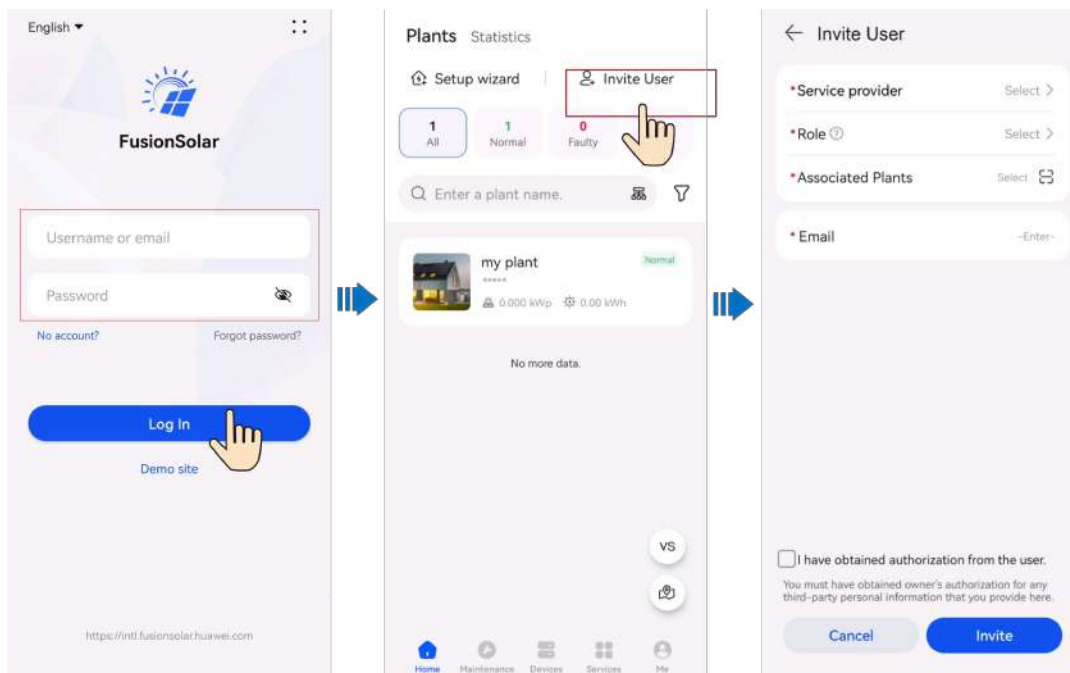 English
FusionSolar
Username or email
Password
No account? Forgot password?
Log In
Demo site
https://intl.fusionsolar.huawei.com
Plants Statistics
Setup wizard Invite User
1 1 0
All Normal Faulty
Enter a plant name.
my plant Normal
*****
0.000 kWp 0.00 kWh
No more data.
VS
Home Maintenance Devices Services Me
Invite User
*Service provider Select >
*Role ? Select >
*Associated Plants Select
*Email -Enter-
I have obtained authorization from the user.
You must have obtained owner's authorization for any
third-party personal information that you provide here.
Cancel Invite